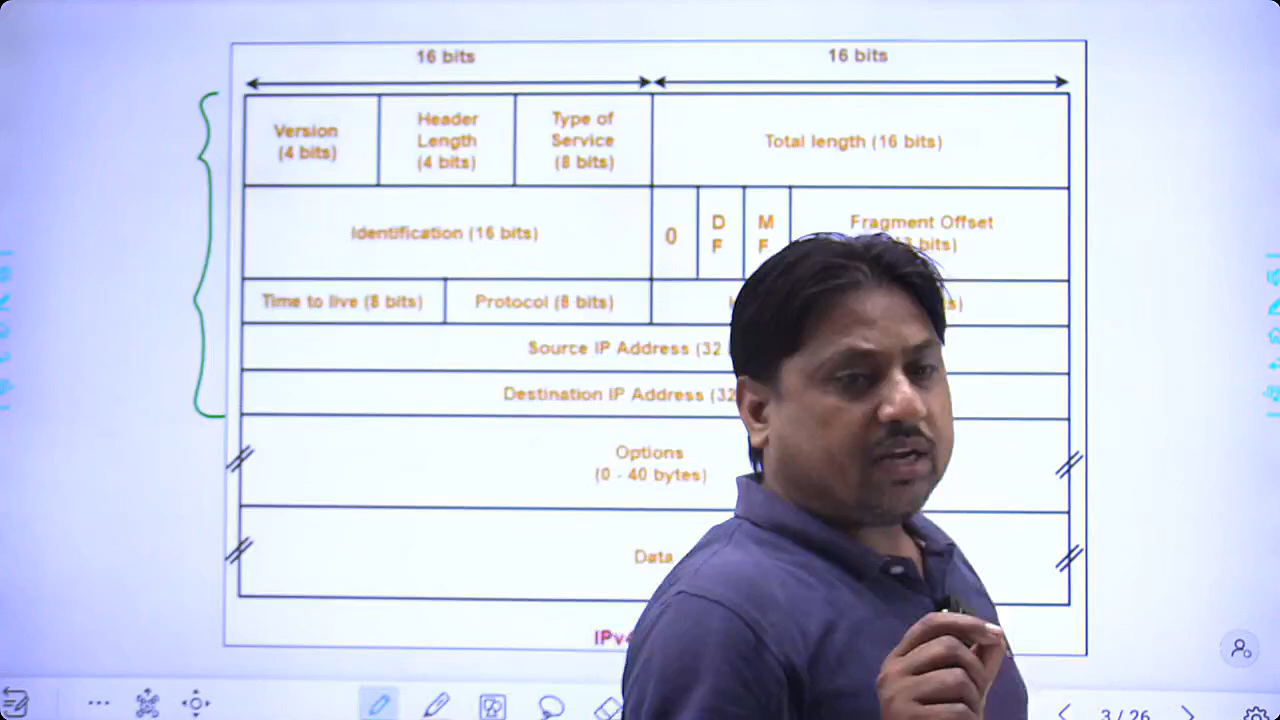 16 bits 16 bits
Version
(4 bits)
Header
Length
(4 bits)
Type of
Service
(8 bits)
Total length (16 bits)
Identification (16 bits)
0
D
F
M
F
Fragment Offset
bits)
Time to live (8 bits)
Protocol (8 bits)
Source IP Address (32
Destination IP Address (32
Options
(0 - 40 bytes)
Data
IPv4
3 / 26